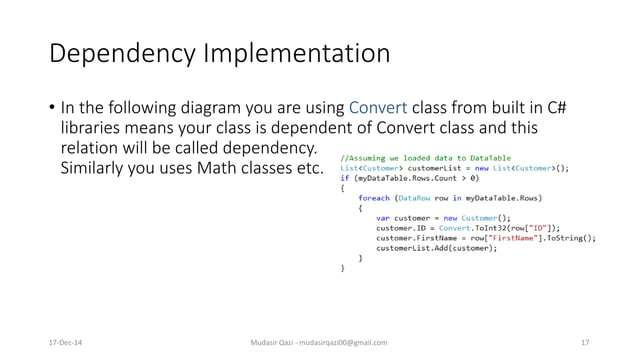 Dependency Implementation
• In the following diagram you are using Convert class from built in C#
libraries means your class is dependent of Convert class and this
relation will be called dependency.
Similarly you uses Math classes etc.
//Assuming we loaded data to DataTable
List<Customer> customerList = new List<Customer>();
if (myDataTable.Rows.Count > 0)
{
    foreach (DataRow row in myDataTable.Rows)
    {
        var customer = new Customer();
        customer.ID = Convert.ToInt32(row["ID"]);
        customer.FirstName = row["FirstName"].ToString();
        customerList.Add(customer);
    }
}
17-Dec-14 Mudasir Qazi - mudasirqazi00@gmail.com 17